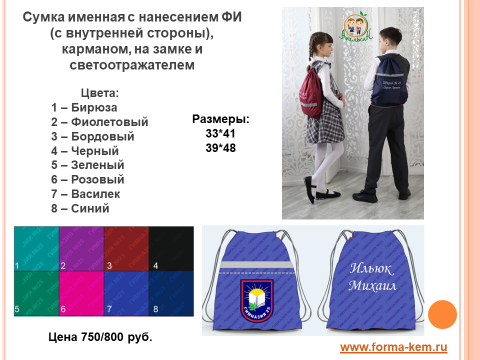 Сумка именная с нанесением ФИ
(с внутренней стороны),
карманом, на замке и
светоотражателем
Цвета:
1 – Бирюза
2 – Фиолетовый
3 – Бордовый
4 – Черный
5 – Зеленый
6 – Розовый
7 – Василек
8 – Синий
Размеры:
33*41
39*48
1 2 3 4
5 6 7 8
ГИМНАЗИЯ 25
Ильюк
Михаил
Цена 750/800 руб.
www.forma-kem.ru